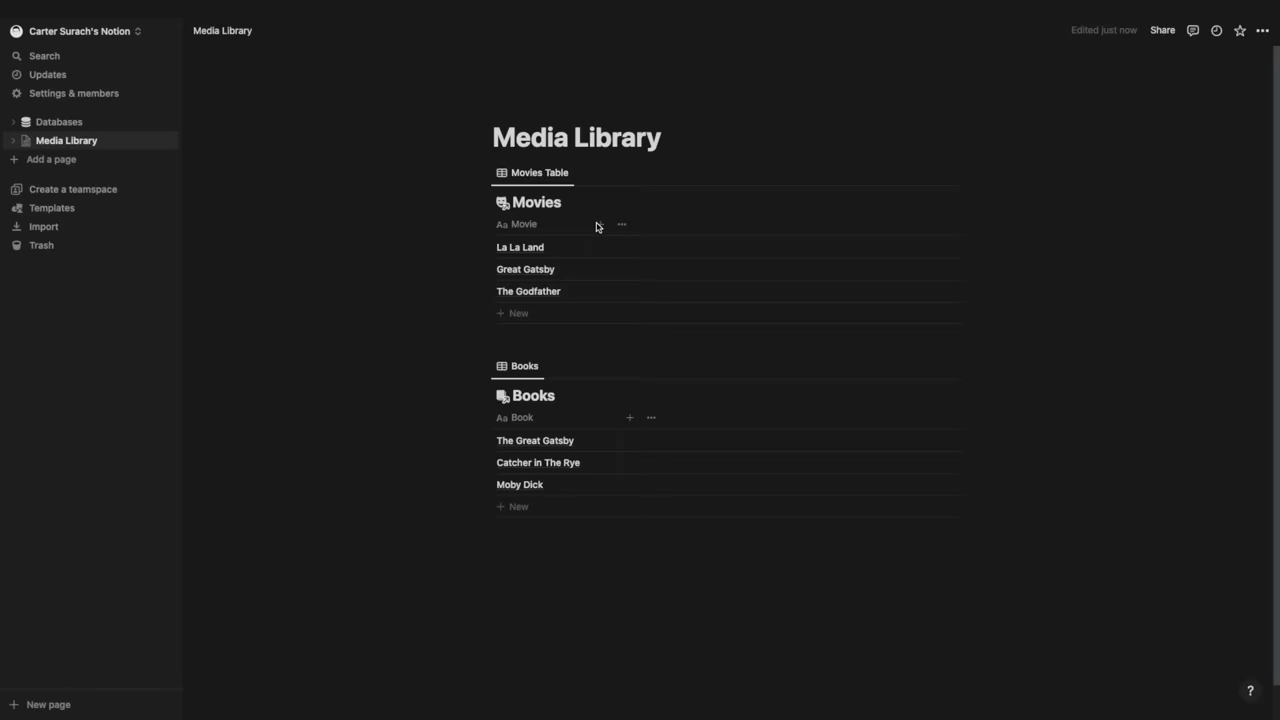 Carter Surach's Notion
Media Library
Edited just now
Share
Search
Updates
Settings & members
Databases
Media Library
Add a page
Create a teamspace
Templates
Import
Trash
Media Library
Movies Table
Movies
Aa Movie
La La Land
Great Gatsby
The Godfather
+ New
Books
Books
Aa Book
The Great Gatsby
Catcher in The Rye
Moby Dick
+ New
New page
?